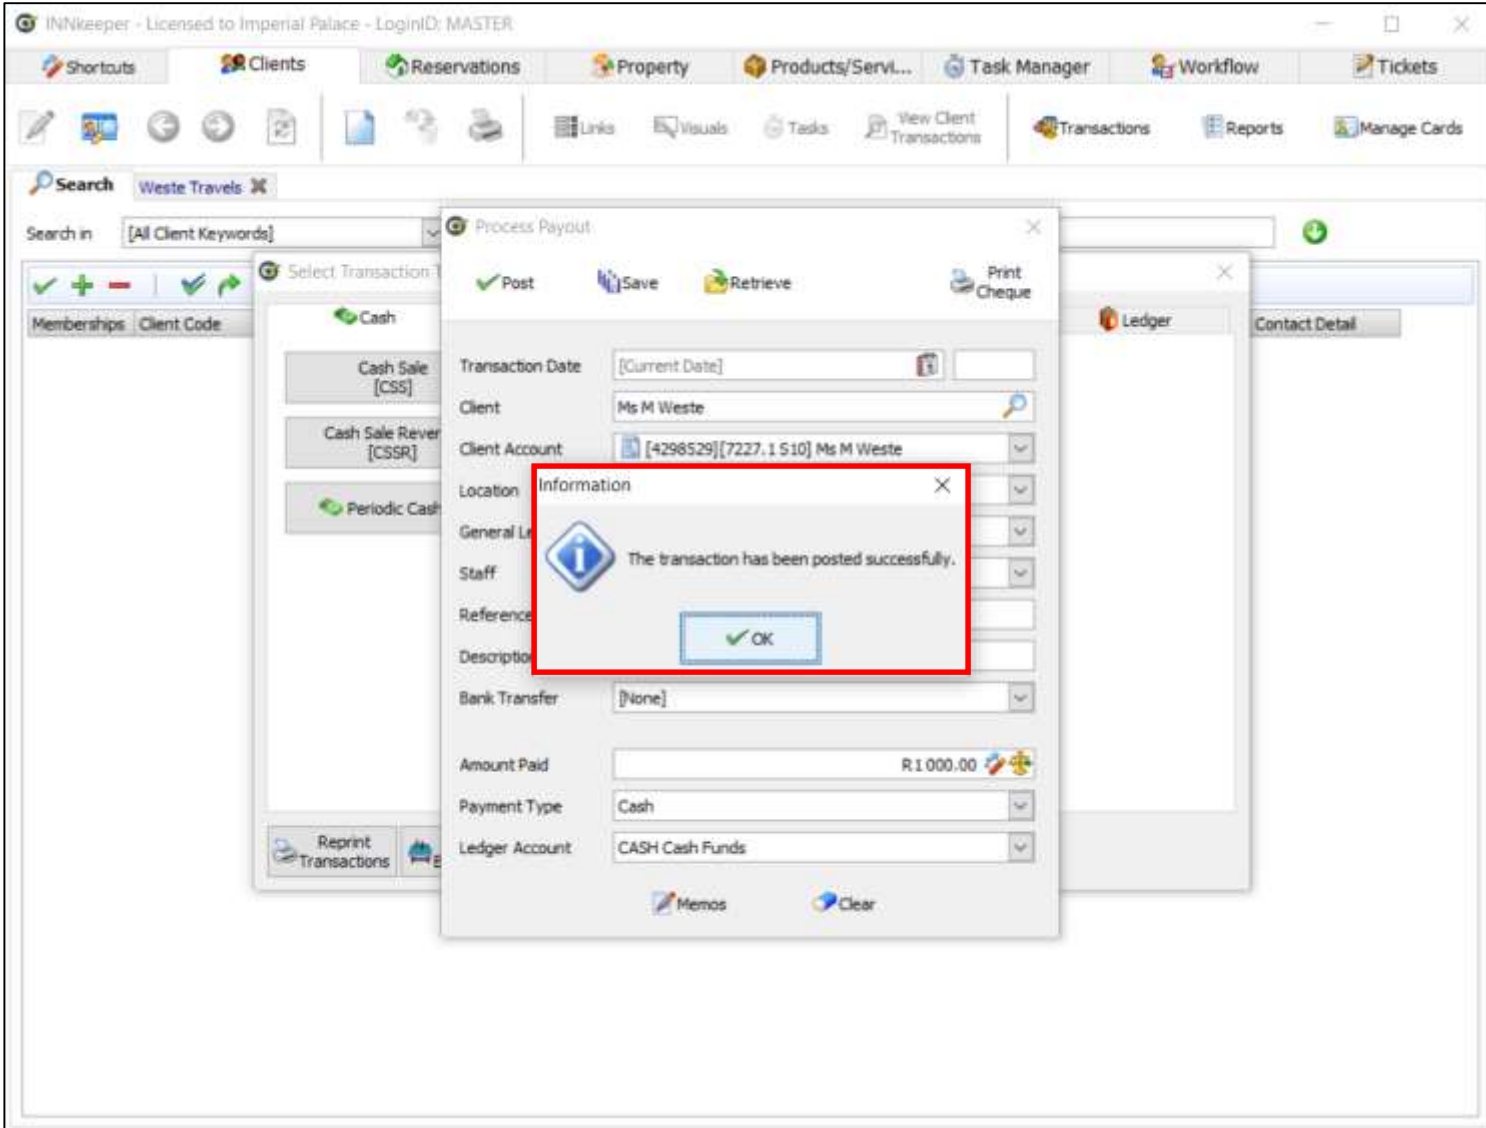 INNkeeper - Licensed to Imperial Palace - LoginID: MASTER
Shortcuts
Clients
Reservations
Property
Products/Servi...
Task Manager
Workflow
Tickets
Links
Visuals
Tasks
View Client
Transactions
Transactions
Reports
Manage Cards
Search
Weste Travels
Search in
[All Client Keywords]
Process Payout
Select Transaction T
Post
Save
Retrieve
Print
Cheque
Memberships
Client Code
Cash
Ledger
Contact Detail
Cash Sale
[CSS]
Cash Sale Rever
[CSSR]
Periodic Cash
Transaction Date
[Current Date]
Client
Ms M Weste
Client Account
[4298529][7227.1 S10] Ms M Weste
Location
General Le
Staff
Reference
Description
Information
The transaction has been posted successfully.
OK
Bank Transfer
[None]
Amount Paid
R1 000.00
Payment Type
Cash
Ledger Account
CASH Cash Funds
Reprint
Transactions
E
Memos
Clear